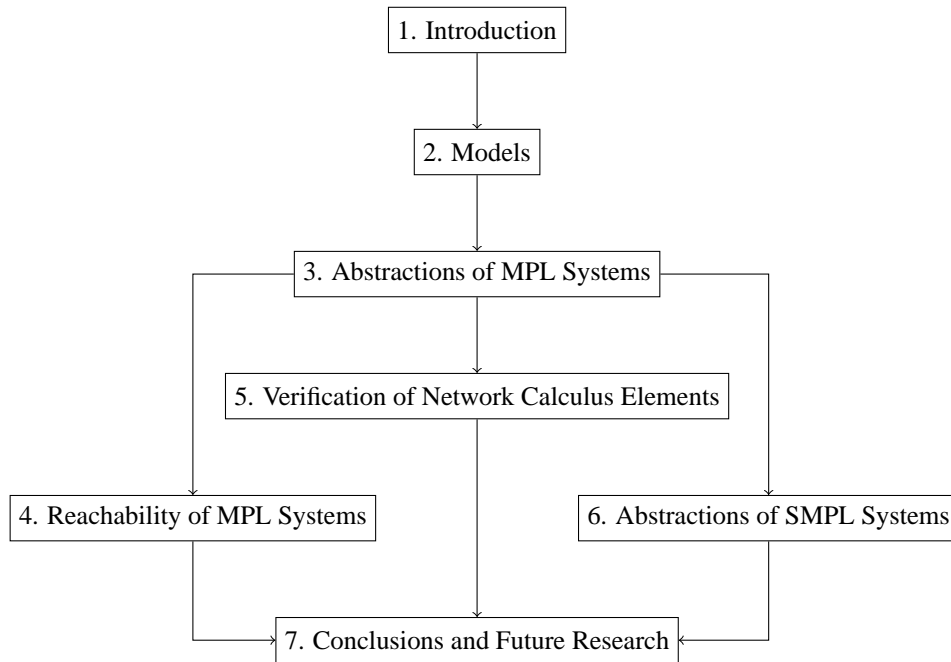 1. Introduction
2. Models
3. Abstractions of MPL Systems
5. Verification of Network Calculus Elements
4. Reachability of MPL Systems
6. Abstractions of SMPL Systems
7. Conclusions and Future Research